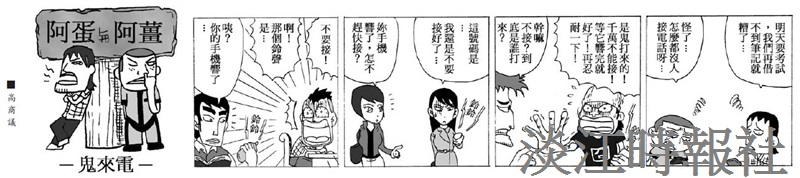 阿蛋與阿薑
—鬼來電—
■高商議
咦?
你的手機響了
啊!
那個鈴聲
是…
不要接!
鈴鈴
妳手機
響了,怎不
趕快接?
這號碼是…
我還是不要
接好了…
鈴鈴
幹嘛
不接?到
底是誰打
來?
是鬼打來的!
千萬不能接!
等它響完就
好了!再忍
耐一下!
鈴鈴
怪了…
怎麼都沒人
接電話呀…
明天要考試
,我們再借
不到筆記就
糟了…
淡江時報社